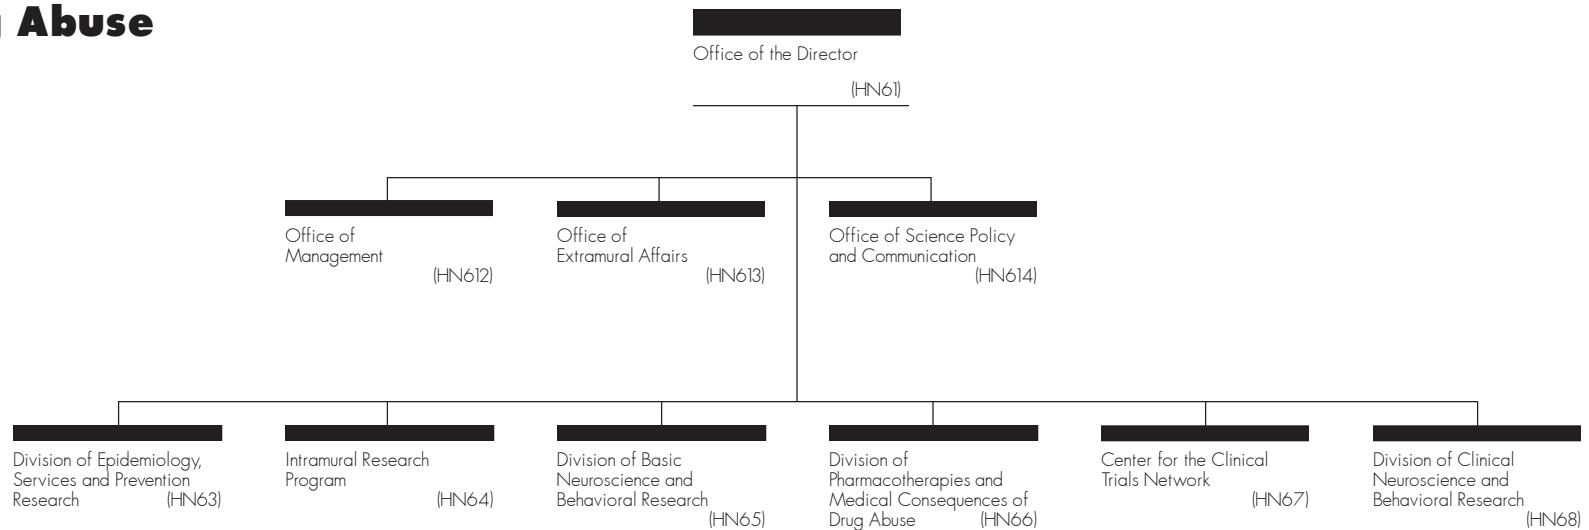 Abuse
Office of the Director
(HN61)
Office of
Management
(HN612)
Office of
Extramural Affairs
(HN613)
Office of Science Policy
and Communication
(HN614)
Division of Epidemiology,
Services and Prevention
Research (HN63)
Intramural Research
Program
(HN64)
Division of Basic
Neuroscience and
Behavioral Research
(HN65)
Division of
Pharmacotherapies and
Medical Consequences of
Drug Abuse (HN66)
Center for the Clinical
Trials Network
(HN67)
Division of Clinical
Neuroscience and
Behavioral Research
(HN68)